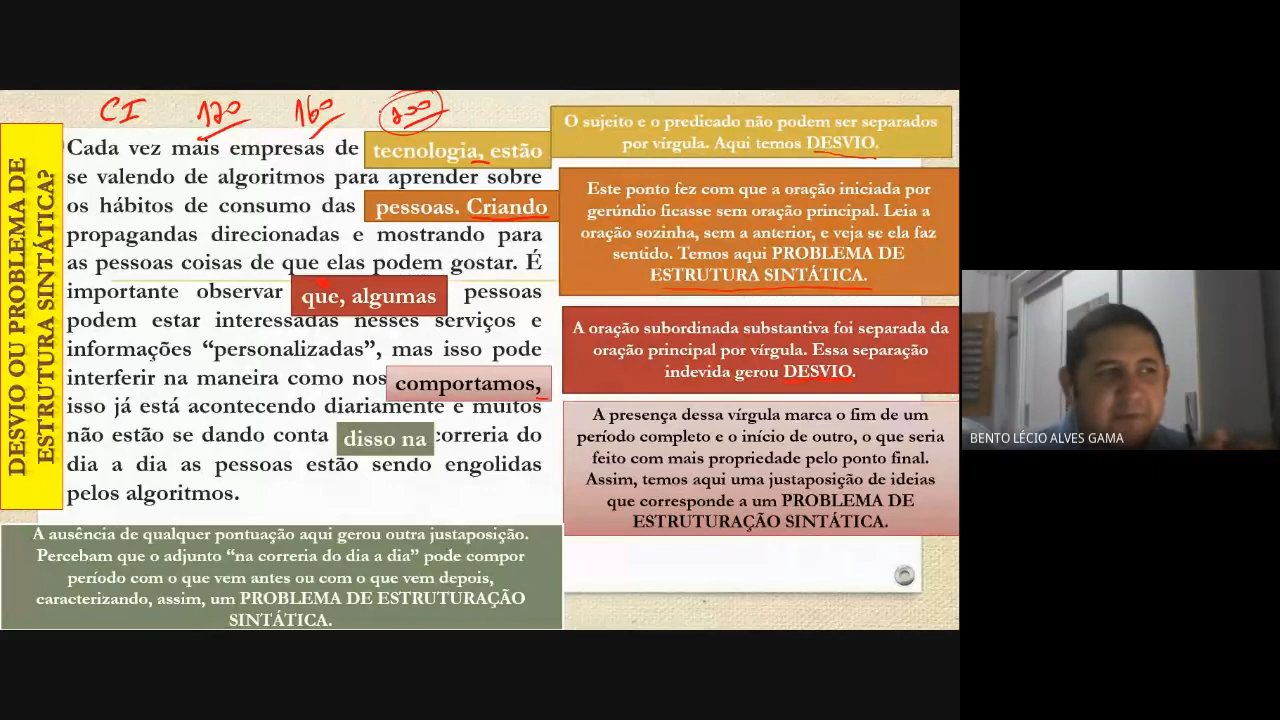 CI 120 160 200
DESVIO OU PROBLEMA DE
ESTRUTURA SINTÁTICA?
Cada vez mais empresas de tecnologia, estão
se valendo de algoritmos para aprender sobre
os hábitos de consumo das pessoas. Criando
propagandas direcionadas e mostrando para
as pessoas coisas de que elas podem gostar. É
importante observar que, algumas pessoas
podem estar interessadas nesses serviços e
informações “personalizadas”, mas isso pode
interferir na maneira como nos comportamos,
isso já está acontecendo diariamente e muitos
não estão se dando conta disso na correria do
dia a dia as pessoas estão sendo engolidas
pelos algoritmos.
O sujeito e o predicado não podem ser separados
por vírgula. Aqui temos DESVIO.
Este ponto fez com que a oração iniciada por
gerúndio ficasse sem oração principal. Leia a
oração sozinha, sem a anterior, e veja se ela faz
sentido. Temos aqui PROBLEMA DE
ESTRUTURA SINTÁTICA.
A oração subordinada substantiva foi separada da
oração principal por vírgula. Essa separação
indevida gerou DESVIO.
A presença dessa vírgula marca o fim de um
período completo e o início de outro, o que seria
feito com mais propriedade pelo ponto final.
Assim, temos aqui uma justaposição de ideias
que corresponde a um PROBLEMA DE
ESTRUTURAÇÃO SINTÁTICA.
A ausência de qualquer pontuação aqui gerou outra justaposição.
Percebam que o adjunto “na correria do dia a dia” pode compor
período com o que vem antes ou com o que vem depois,
caracterizando, assim, um PROBLEMA DE ESTRUTURAÇÃO
SINTÁTICA.
BENTO LÉCIO ALVES GAMA